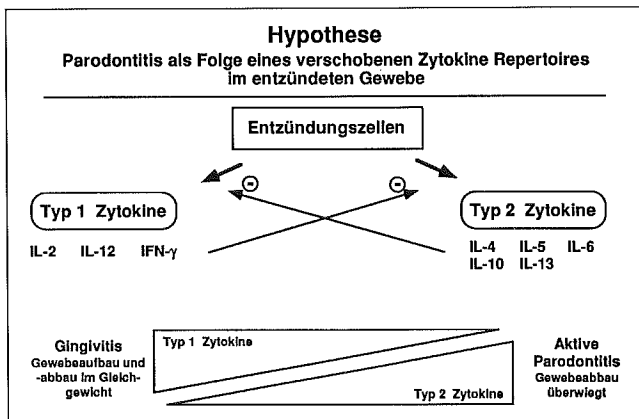 Hypothese
Parodontitis als Folge eines verschobenen Zytokine Repertoires
im entzündeten Gewebe
Entzündungszellen
Typ 1 Zytokine
Typ 2 Zytokine
IL-2 IL-12 IFN-γ
IL-4 IL-5 IL-6
IL-10 IL-13
Gingivitis
Gewebeaufbau und
-abbau im Gleich-
gewicht
Typ 1 Zytokine
Typ 2 Zytokine
Aktive
Parodontitis
Gewebeabbau
überwiegt